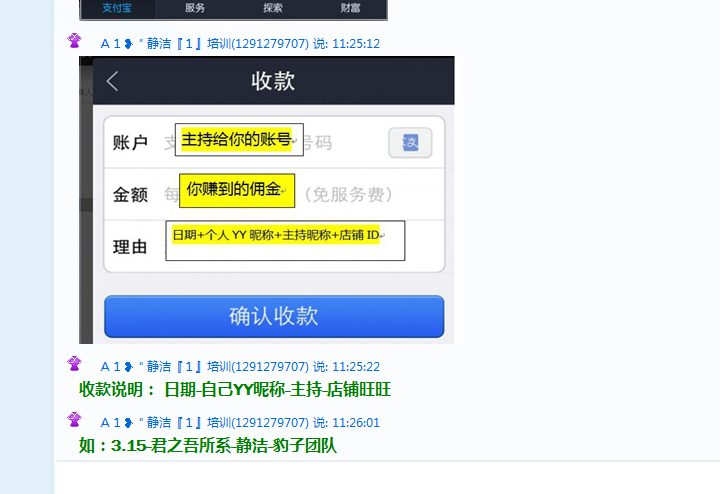 支付宝 服务 探索 财富
A 1 ❥ " 静洁『1』培训(1291279707) 说: 11:25:12
收款
账户 主持给你的账号 号码
金额 每 你赚到的佣金 (免服务费)
理由 日期+个人 YY 昵称+主持昵称+店铺 ID
确认收款
A 1 ❥ " 静洁『1』培训(1291279707) 说: 11:25:22
收款说明： 日期-自己YY昵称-主持-店铺旺旺
A 1 ❥ " 静洁『1』培训(1291279707) 说: 11:26:01
如：3.15-君之吾所系-静洁-豹子团队